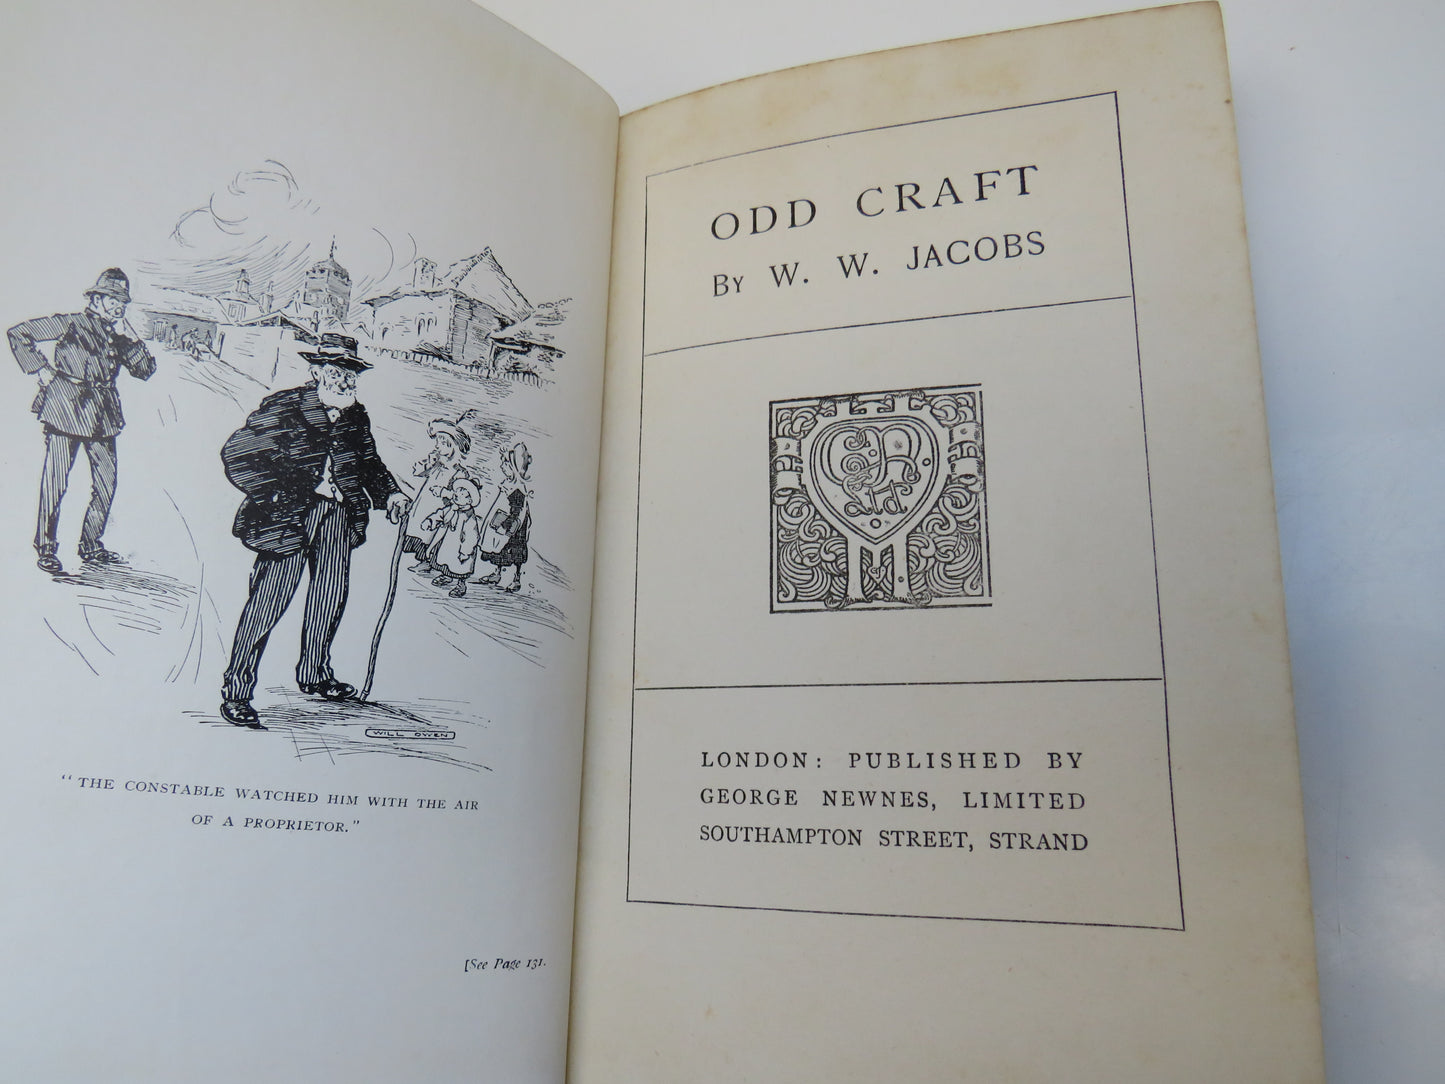 WILL OWEN
"THE CONSTABLE WATCHED HIM WITH THE AIR
OF A PROPRIETOR."
[See Page 131.
ODD CRAFT
BY W. W. JACOBS
Ltd
LONDON: PUBLISHED BY
GEORGE NEWNES, LIMITED
SOUTHAMPTON STREET, STRAND